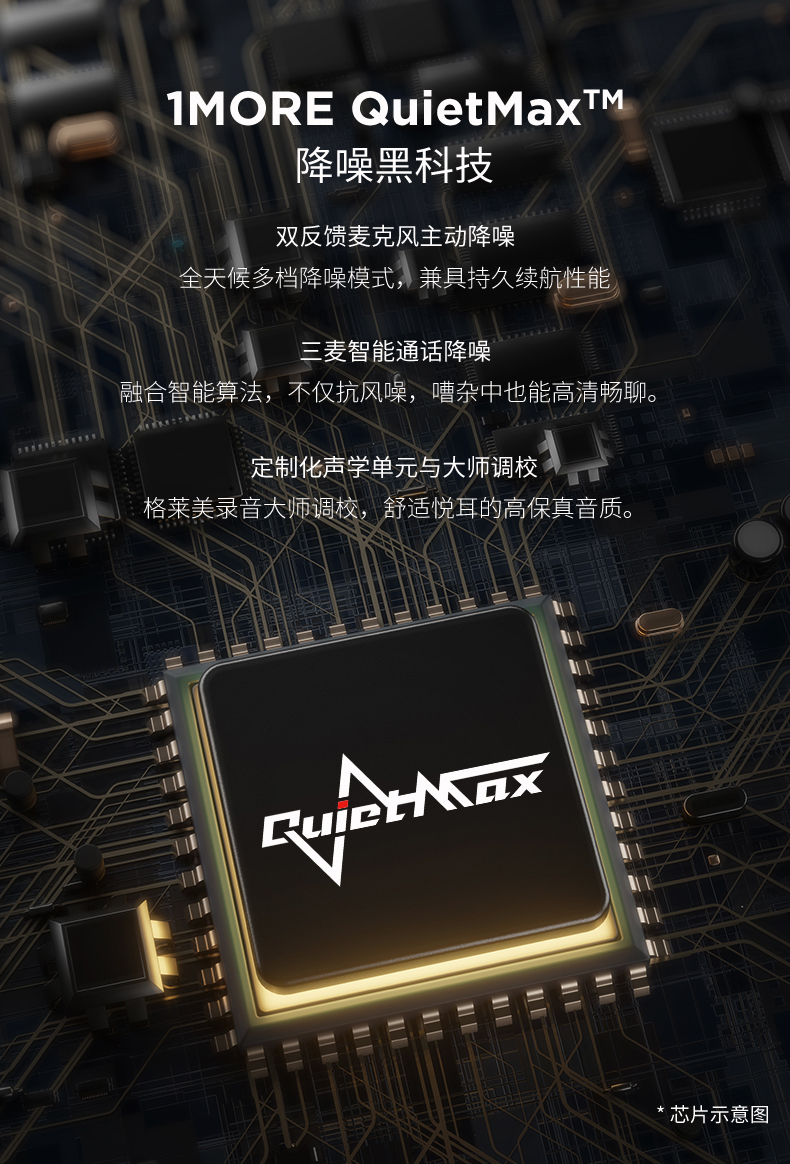 1MORE QuietMax™
降噪黑科技
双反馈麦克风主动降噪
全天候多档降噪模式，兼具持久续航性能
三麦智能通话降噪
融合智能算法，不仅抗风噪，嘈杂中也能高清畅聊。
定制化声学单元与大师调校
格莱美录音大师调校，舒适悦耳的高保真音质。
QuietMax
* 芯片示意图